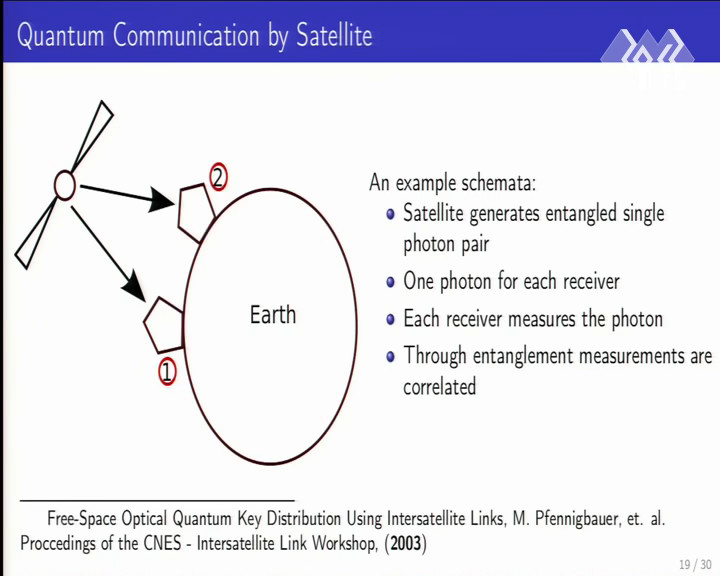 Quantum Communication by Satellite
2
An example schemata:
Satellite generates entangled single
photon pair
One photon for each receiver
Earth
Each receiver measures the photon
Through entanglement measurements are
correlated
1
Free-Space Optical Quantum Key Distribution Using Intersatellite Links, M. Pfennigbauer, et. al.
Proccedings of the CNES - Intersatellite Link Workshop, (2003)
19 / 30